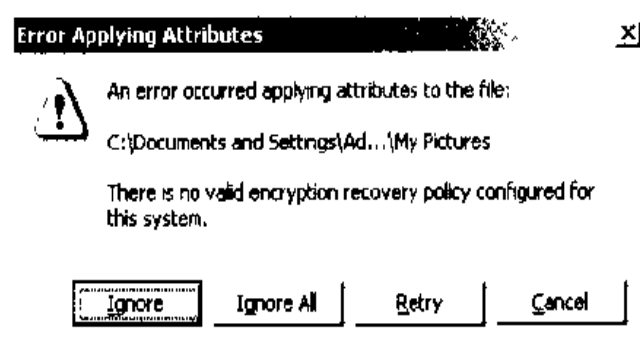 Error Applying Attributes
An error occurred applying attributes to the file:
C:\Documents and Settings\Ad...\My Pictures
There is no valid encryption recovery policy configured for
this system.
Ignore Ignore All Retry Cancel